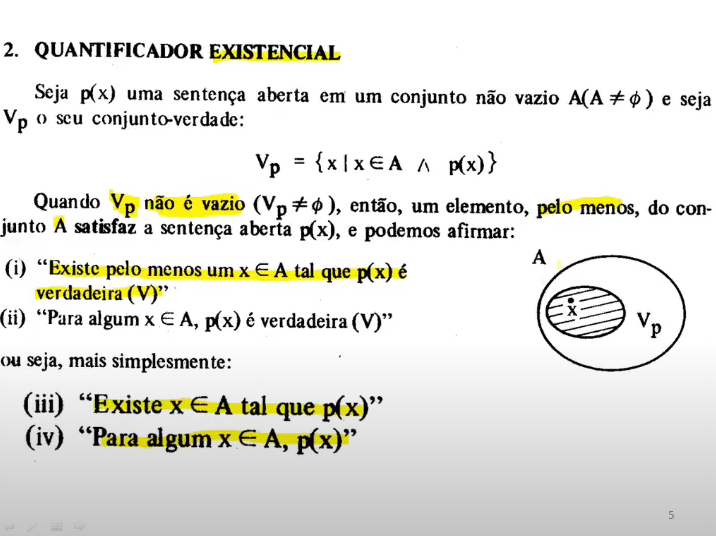 2. QUANTIFICADOR EXISTENCIAL
Seja p(x) uma sentença aberta em um conjunto não vazio A(A ≠ ϕ) e seja
Vp o seu conjunto-verdade:
Vp = {x | x ∈ A ∧ p(x)}
Quando Vp não é vazio (Vp ≠ ϕ), então, um elemento, pelo menos, do con-
junto A satisfaz a sentença aberta p(x), e podemos afirmar:
(i) “Existe pelo menos um x ∈ A tal que p(x) é
verdadeira (V)”
(ii) “Para algum x ∈ A, p(x) é verdadeira (V)”
ou seja, mais simplesmente:
(iii) “Existe x ∈ A tal que p(x)”
(iv) “Para algum x ∈ A, p(x)”
A
x
Vp
5